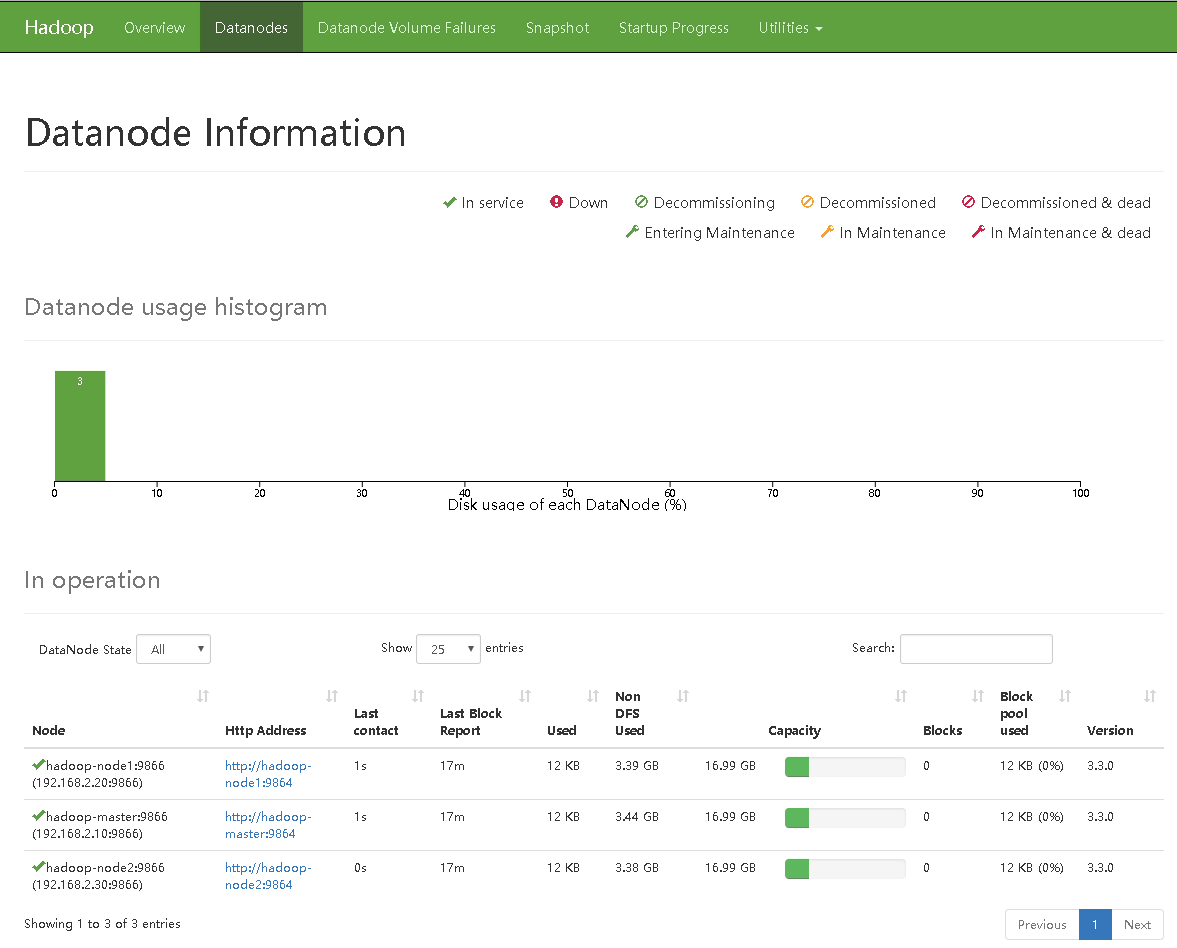 Hadoop Overview Datanodes Datanode Volume Failures Snapshot Startup Progress Utilities
Datanode Information
In service Down Decommissioning Decommissioned Decommissioned & dead
Entering Maintenance In Maintenance In Maintenance & dead
Datanode usage histogram
3
0 10 20 30 40 50 60 70 80 90 100
Disk usage of each DataNode (%)
In operation
DataNode State All Show 25 entries Search:
Node Http Address Last contact Last Block Report Used Non DFS Used Capacity Blocks Block pool used Version
hadoop-node1:9866 http://hadoop- 1s 17m 12 KB 3.39 GB 16.99 GB 0 12 KB (0%) 3.3.0
(192.168.2.20:9866) node1:9864
hadoop-master:9866 http://hadoop- 1s 17m 12 KB 3.44 GB 16.99 GB 0 12 KB (0%) 3.3.0
(192.168.2.10:9866) master:9864
hadoop-node2:9866 http://hadoop- 0s 17m 12 KB 3.38 GB 16.99 GB 0 12 KB (0%) 3.3.0
(192.168.2.30:9866) node2:9864
Showing 1 to 3 of 3 entries Previous 1 Next